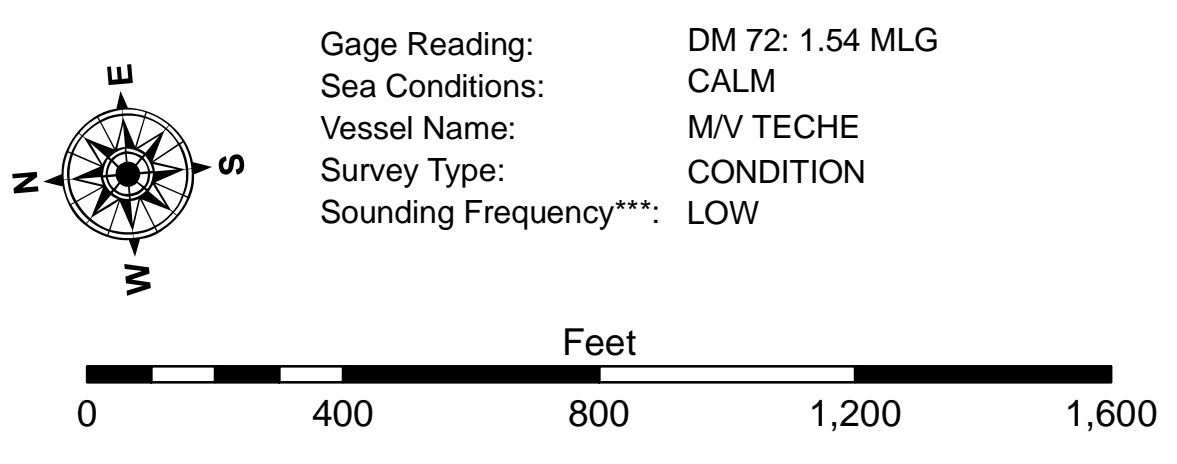 E
N
S
W
Gage Reading: DM 72: 1.54 MLG
Sea Conditions: CALM
Vessel Name: M/V TECHE
Survey Type: CONDITION
Sounding Frequency***: LOW
Feet
0 400 800 1,200 1,600